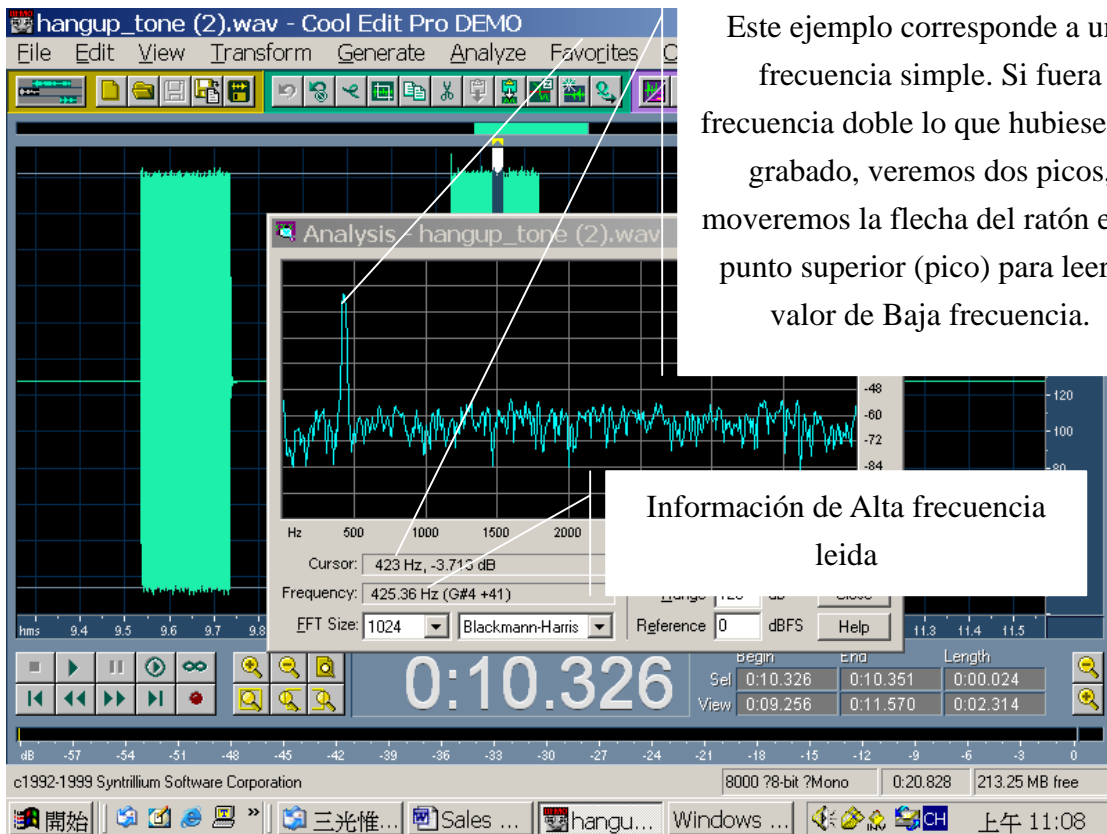 hangup_tone (2).wav - Cool Edit Pro DEMO
File Edit View Transform Generate Analyze Favorites
Este ejemplo corresponde a
frecuencia simple. Si fuera
frecuencia doble lo que
grabado, veremos dos picos,
moveremos la flecha del ratón
punto superior (pico) para
valor de Baja frecuencia.
Analysis - hangup_tone (2).wav
-48
-60
-72
-84
120
100
80
Información de Alta frecuencia
leida
Hz 500 1000 1500 2000
Cursor: 423 Hz, -3.713 dB
Frequency: 425.36 Hz (G#4 +41)
Range 120 dB Close
FFT Size: 1024 Blackmann-Harris Reference 0 dBFS Help
hms 9.4 9.5 9.6 9.7 9.8 11.3 11.4 11.5
0:10.326
Begin End Length
Sel 0:10.326 0:10.351 0:00.024
View 0:09.256 0:11.570 0:02.314
dB -57 -54 -51 -48 -45 -42 -39 -36 -33 -30 -27 -24 -21 -18 -15 -12 -9 -6 -3 0
c1992-1999 Syntrillium Software Corporation 8000 ?8-bit ?Mono 0:20.828 213.25 MB free
開始 » 三光惟... Sales ... hangu... Windows ... CH 上午 11:08